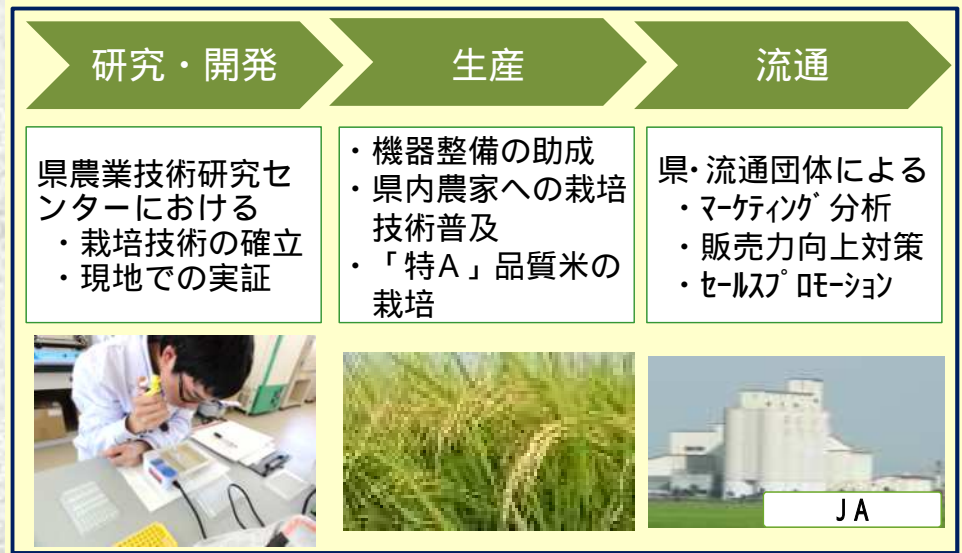 研究・開発
生産
流通
県農業技術研究セ
ンターにおける
・栽培技術の確立
・現地での実証
・機器整備の助成
・県内農家への栽培
技術普及
・「特Ａ」品質米の
栽培
県・流通団体による
・ﾏｰｹﾃｨﾝｸﾞ分析
・販売力向上対策
・ｾｰﾙｽﾌﾟﾛﾓｰｼｮﾝ
ＪＡ